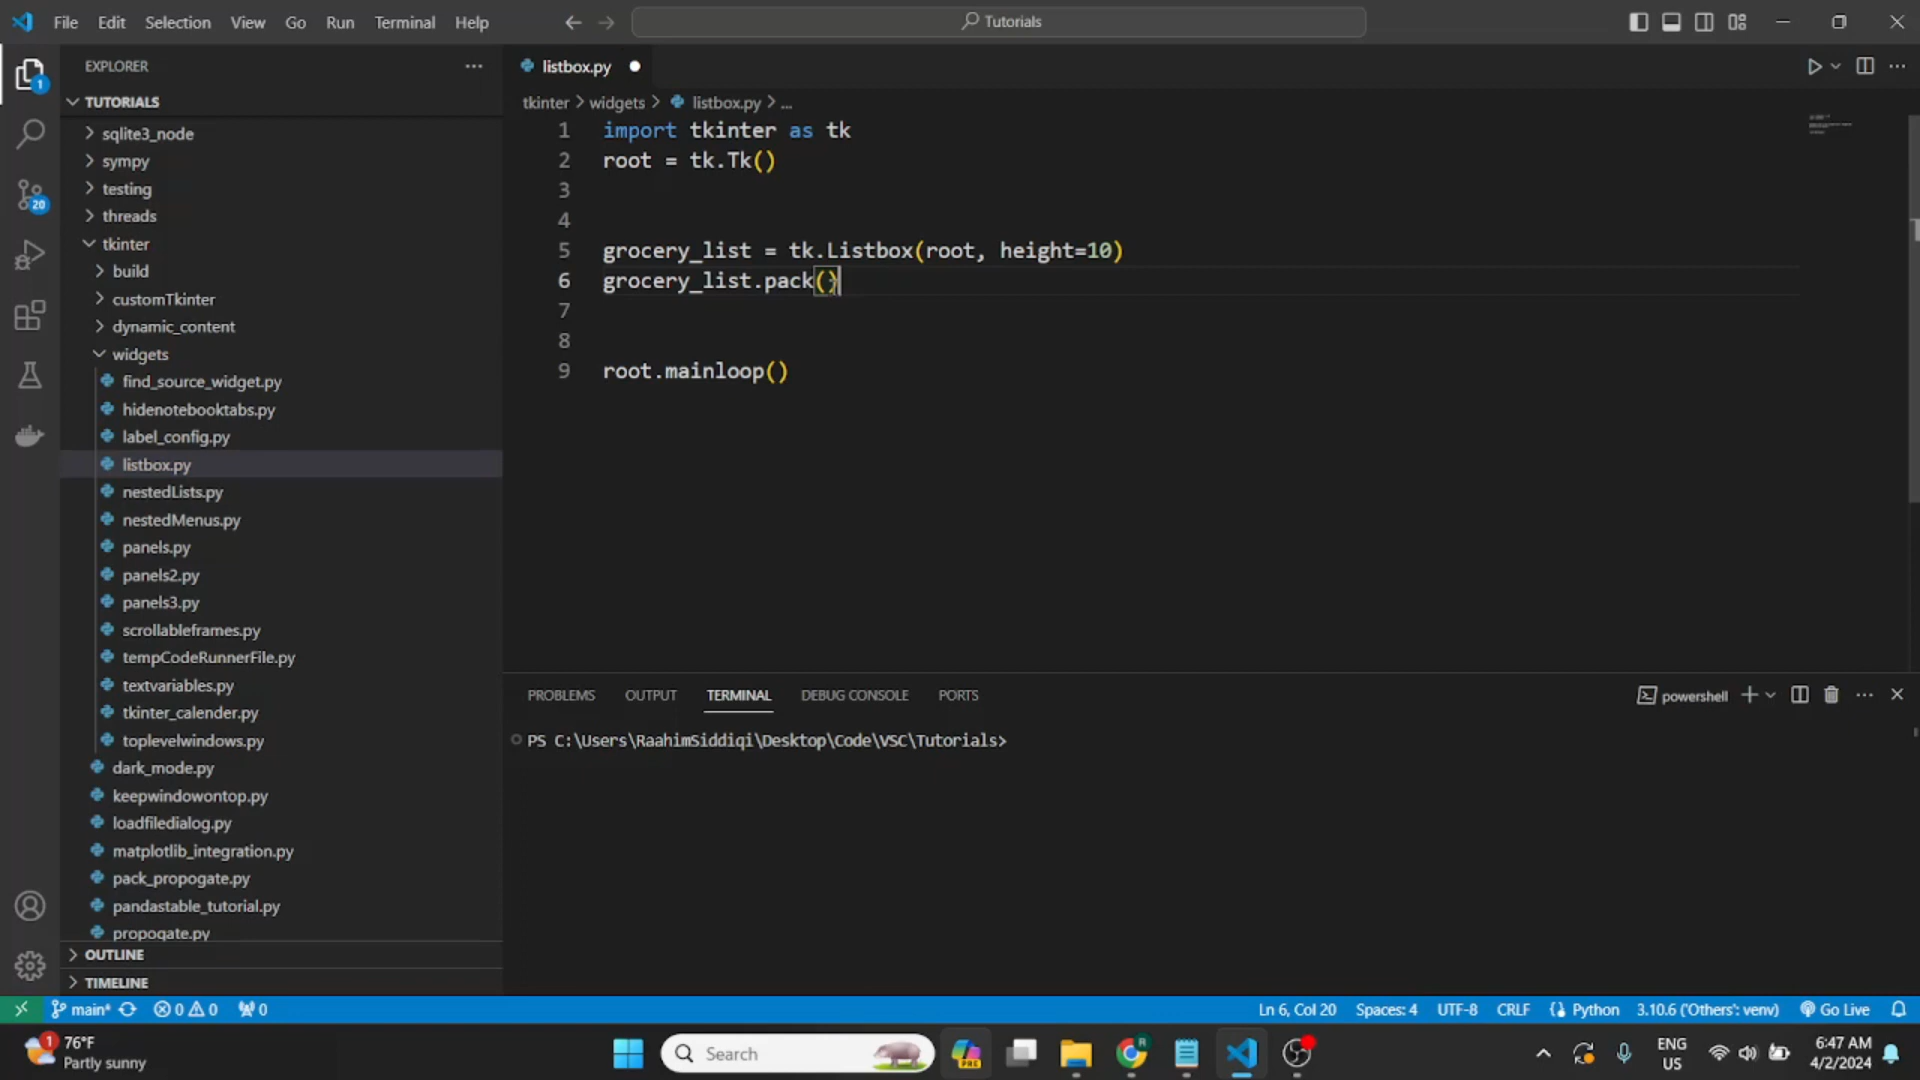 File Edit Selection View Go Run Terminal Help
Tutorials
EXPLORER
listbox.py
1
TUTORIALS
tkinter > widgets > listbox.py > ...
sqlite3_node
sympy
testing
threads
tkinter
build
customTkinter
dynamic_content
widgets
find_source_widget.py
hidenotebooktabs.py
label_config.py
listbox.py
nestedLists.py
nestedMenus.py
panels.py
panels2.py
panels3.py
scrollableframes.py
tempCodeRunnerFile.py
textvariables.py
tkinter_calender.py
toplevelwindows.py
dark_mode.py
keepwindowontop.py
loadfiledialog.py
matplotlib_integration.py
pack_propogate.py
pandastable_tutorial.py
propogate.py
OUTLINE
TIMELINE
20
1 import tkinter as tk
2 root = tk.Tk()
3
4
5 grocery_list = tk.Listbox(root, height=10)
6 grocery_list.pack()
7
8
9 root.mainloop()
PROBLEMS OUTPUT TERMINAL DEBUG CONSOLE PORTS
powershell
PS C:\Users\RaahimSiddiqi\Desktop\Code\VSC\Tutorials>
main* 0 0 0
Ln 6, Col 20 Spaces: 4 UTF-8 CRLF Python 3.10.6 ('Others': venv) Go Live
1
76°F
Partly sunny
Search
PRE
R
ENG
US
6:47 AM
4/2/2024